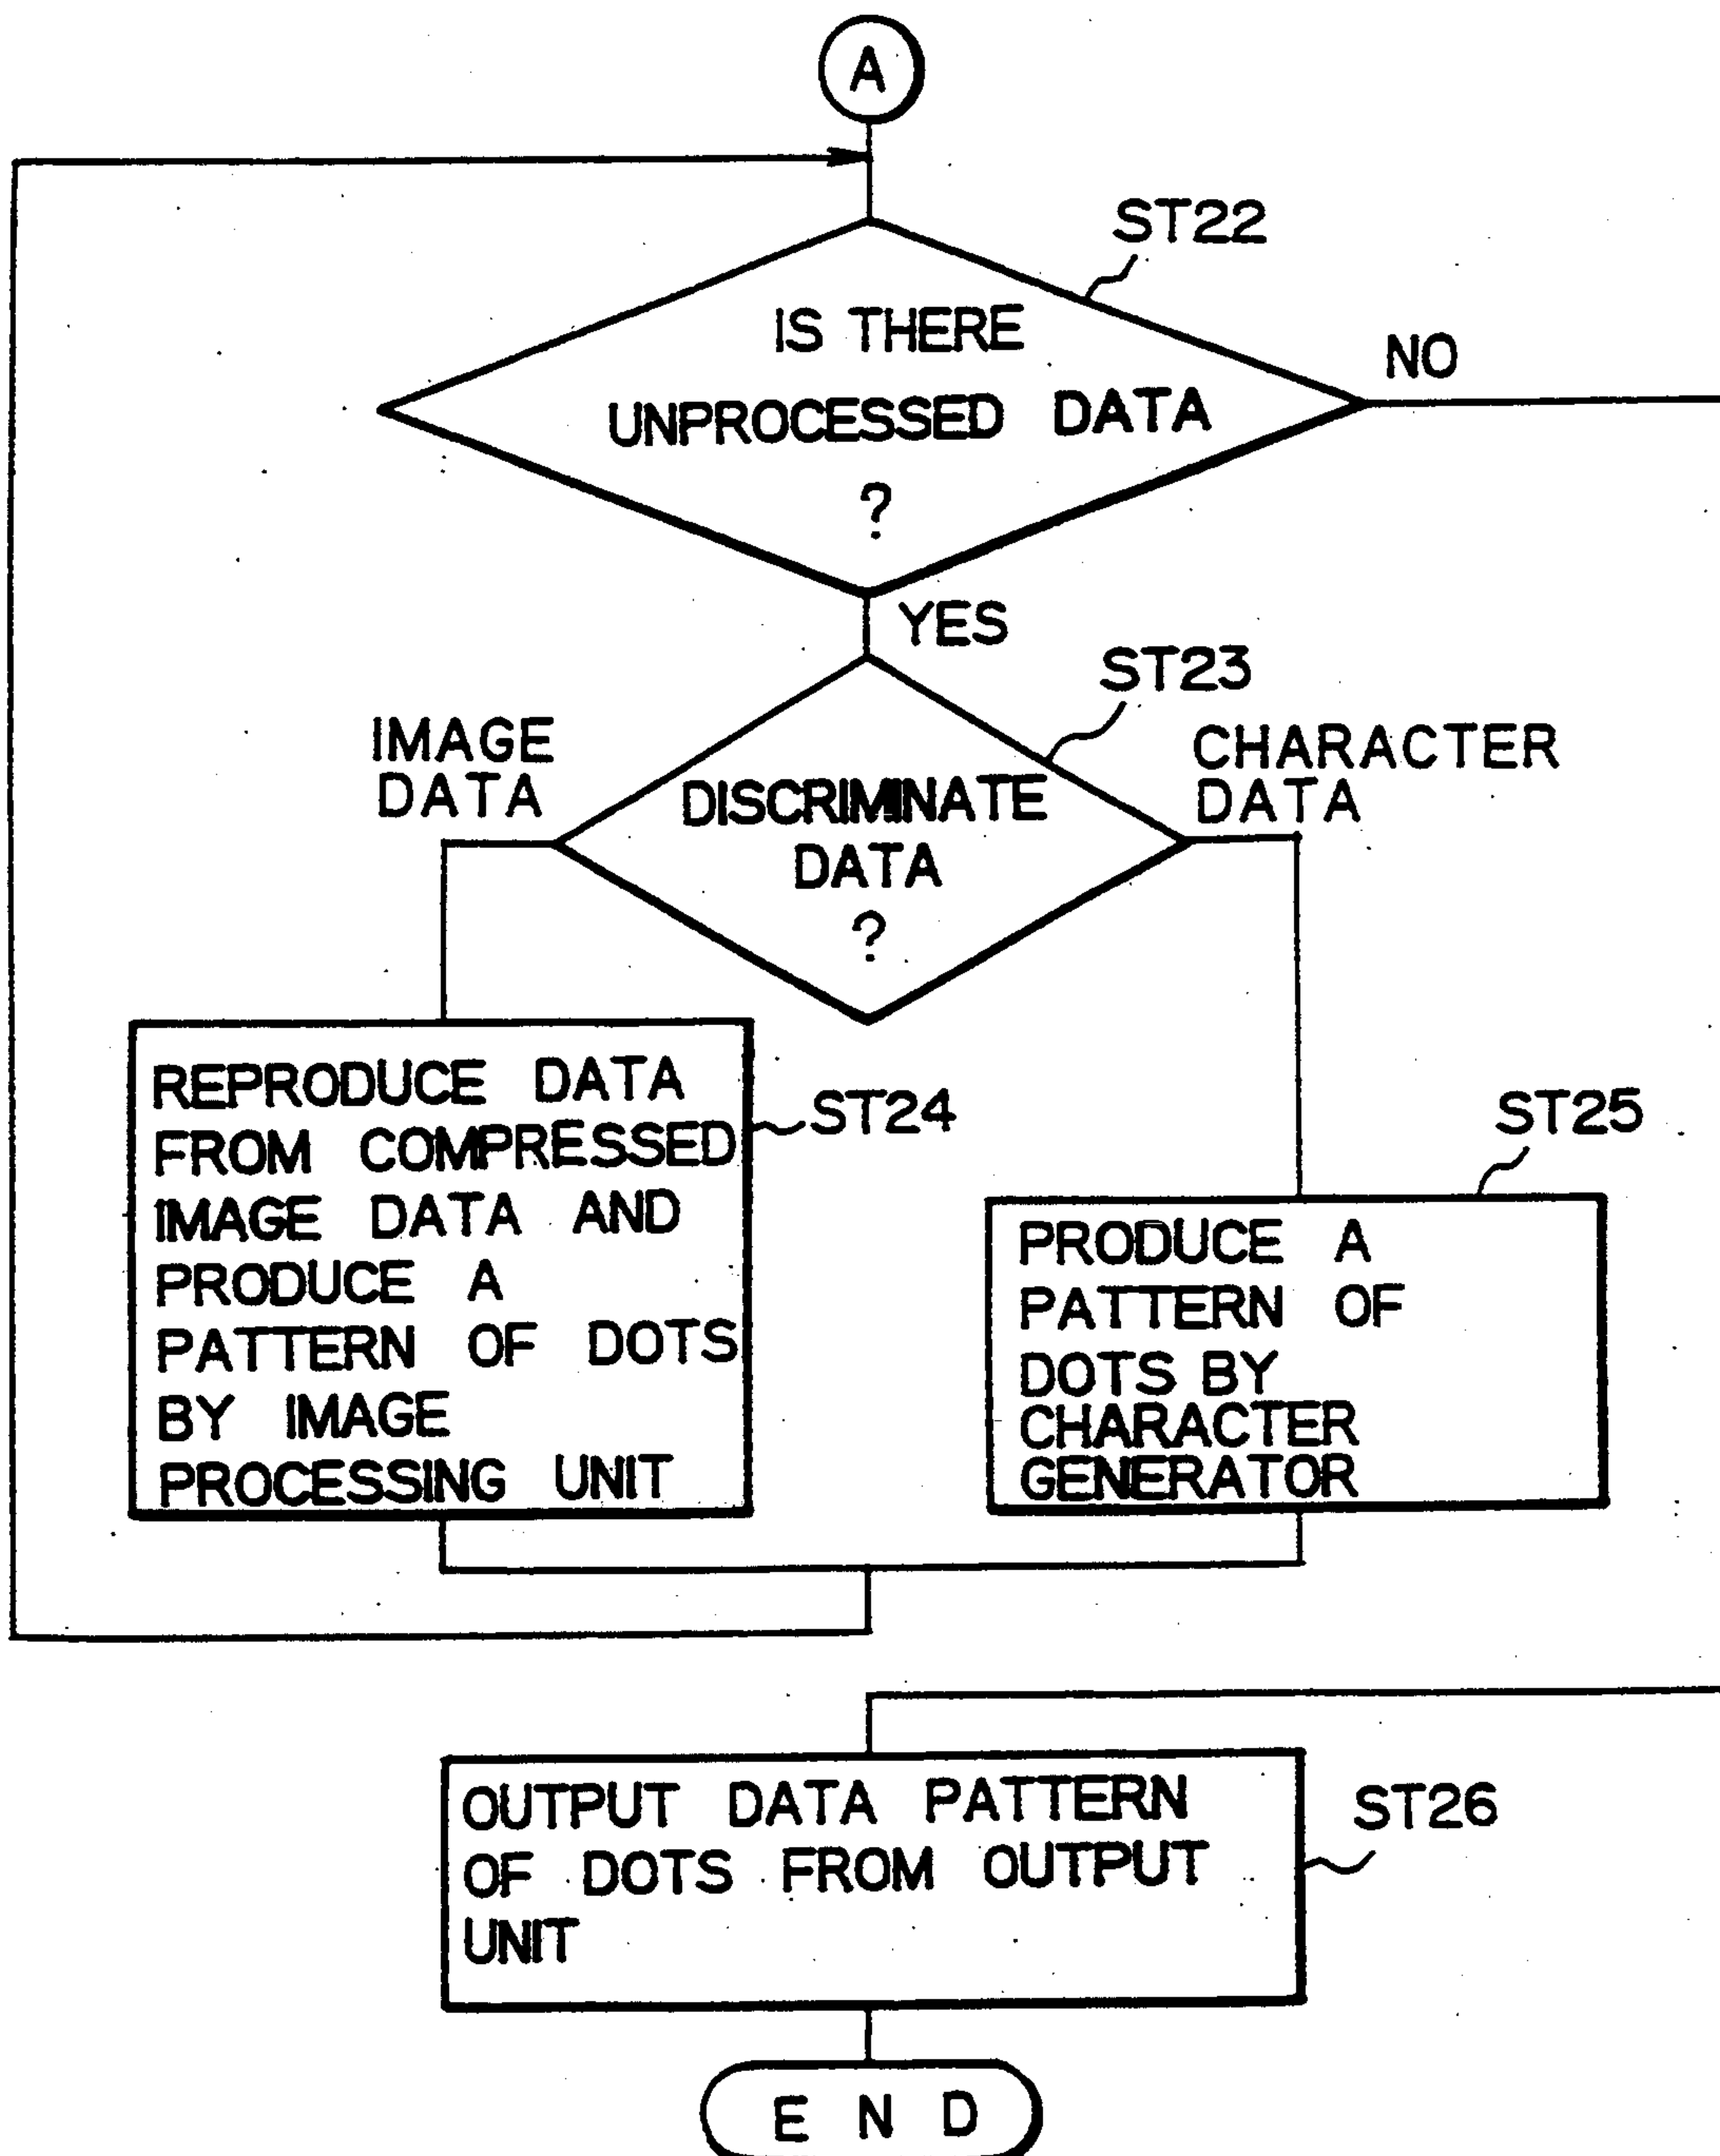 A
ST22
IS THERE
UNPROCESSED DATA
?
NO
YES
ST23
IMAGE
DATA
DISCRIMINATE
DATA
?
CHARACTER
DATA
REPRODUCE DATA
FROM COMPRESSED
IMAGE DATA AND
PRODUCE A
PATTERN OF DOTS
BY IMAGE
PROCESSING UNIT
ST24
ST25
PRODUCE A
PATTERN OF
DOTS BY
CHARACTER
GENERATOR
OUTPUT DATA PATTERN
OF DOTS FROM OUTPUT
UNIT
ST26
END